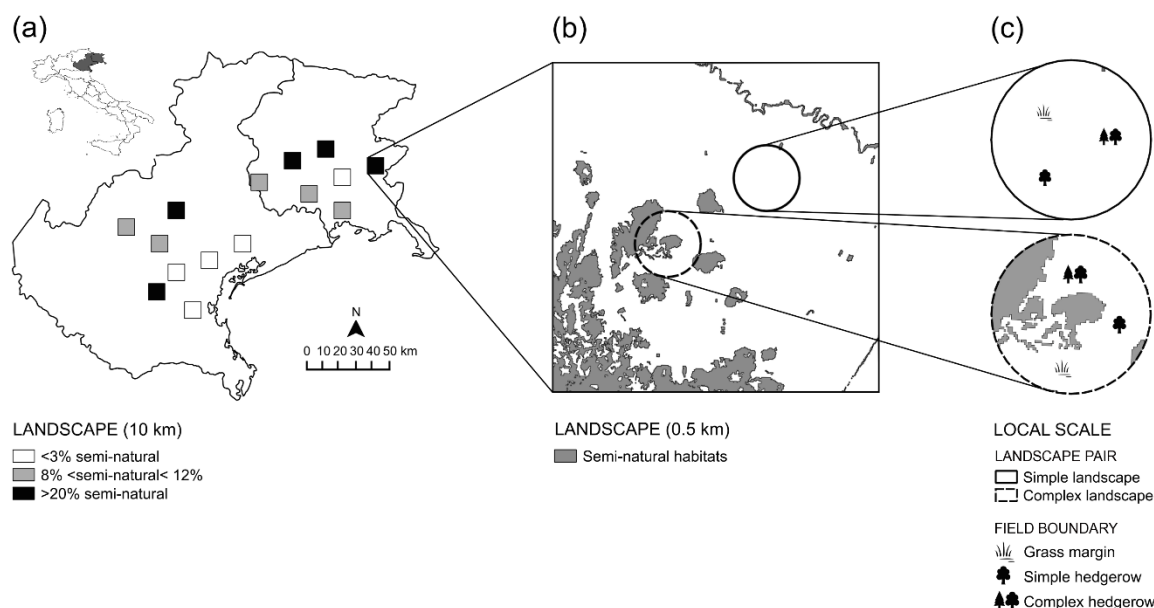 (a)
(b)
(c)
N
0 10 20 30 40 50 km
LANDSCAPE (10 km)
<3% semi-natural
8% <semi-natural< 12%
>20% semi-natural
LANDSCAPE (0.5 km)
Semi-natural habitats
LOCAL SCALE
LANDSCAPE PAIR
Simple landscape
Complex landscape
FIELD BOUNDARY
Grass margin
Simple hedgerow
Complex hedgerow